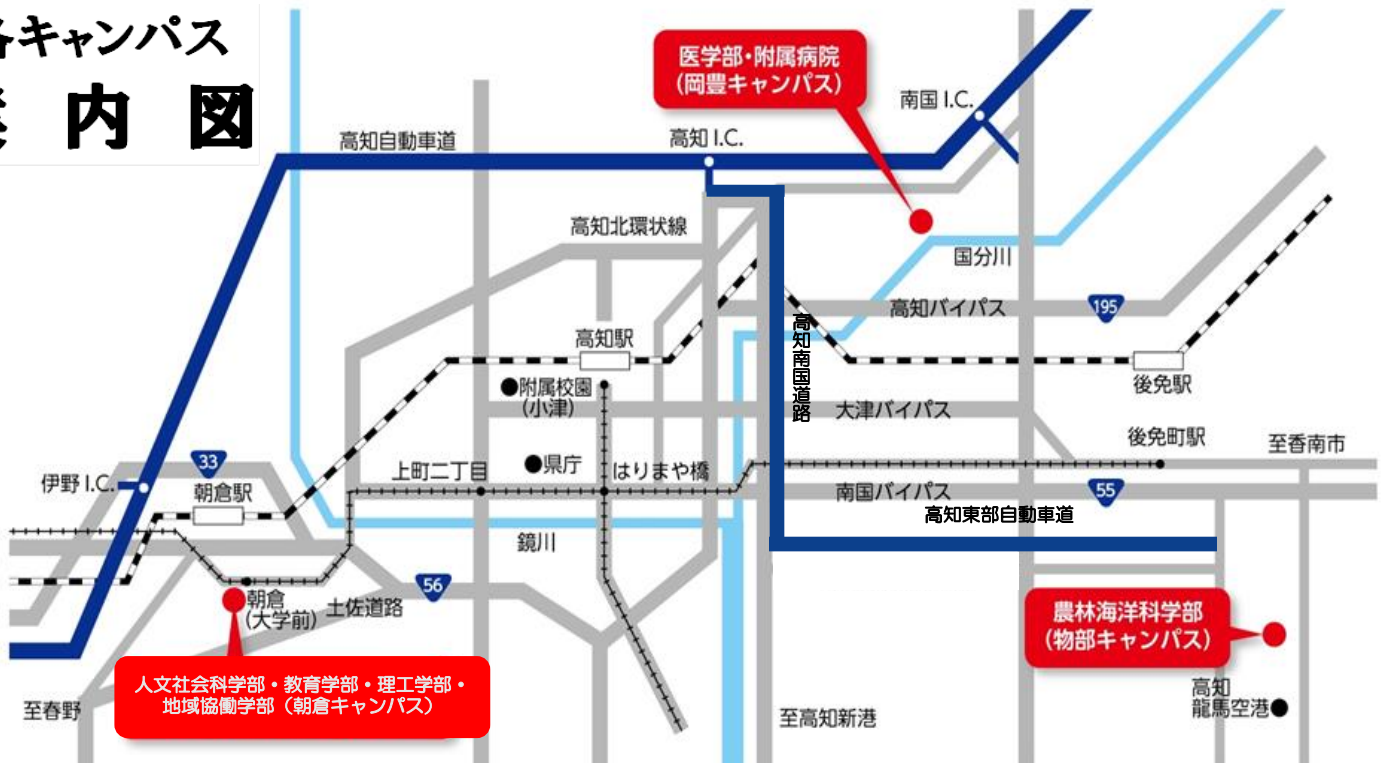 各キャンパス
案内図
医学部・附属病院
(岡豊キャンパス)
南国 I.C.
高知自動車道
高知 I.C.
高知北環状線
国分川
高知バイパス
195
高知駅
高知南国道路
後免駅
●附属校園
(小津)
大津バイパス
後免町駅
至香南市
33
上町二丁目
●県庁
はりまや橋
伊野 I.C.
朝倉駅
南国バイパス
55
高知東部自動車道
鏡川
56
朝倉
(大学前)
土佐道路
農林海洋科学部
(物部キャンパス)
人文社会科学部・教育学部・理工学部・
地域協働学部（朝倉キャンパス）
至春野
至高知新港
高知
龍馬空港●